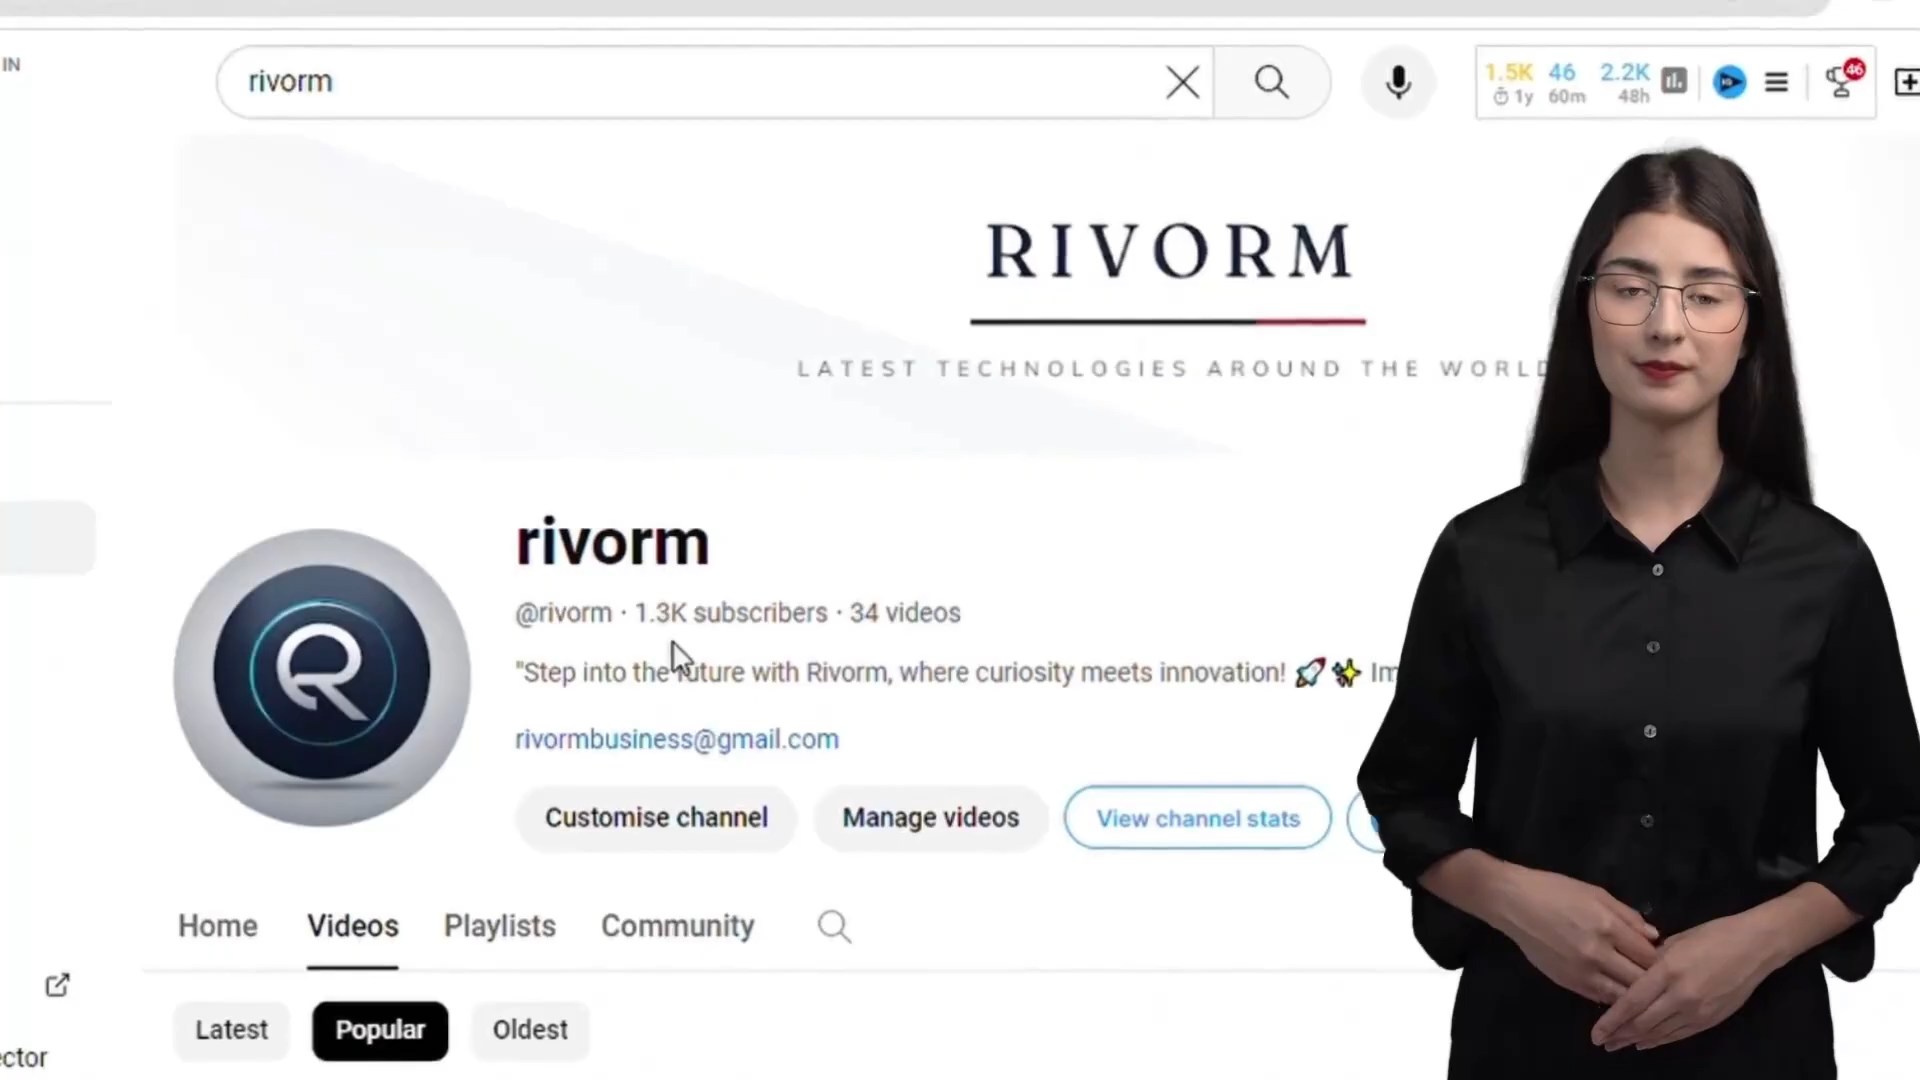 IN
rivorm
1.5K 46 2.2K
1y 60m 48h
46
RIVORM
LATEST TECHNOLOGIES AROUND THE WORLD
rivorm
@rivorm · 1.3K subscribers · 34 videos
"Step into the future with Rivorm, where curiosity meets innovation! 🚀✨ Im
rivormbusiness@gmail.com
Customise channel Manage videos View channel stats
Home Videos Playlists Community
Latest Popular Oldest
ector